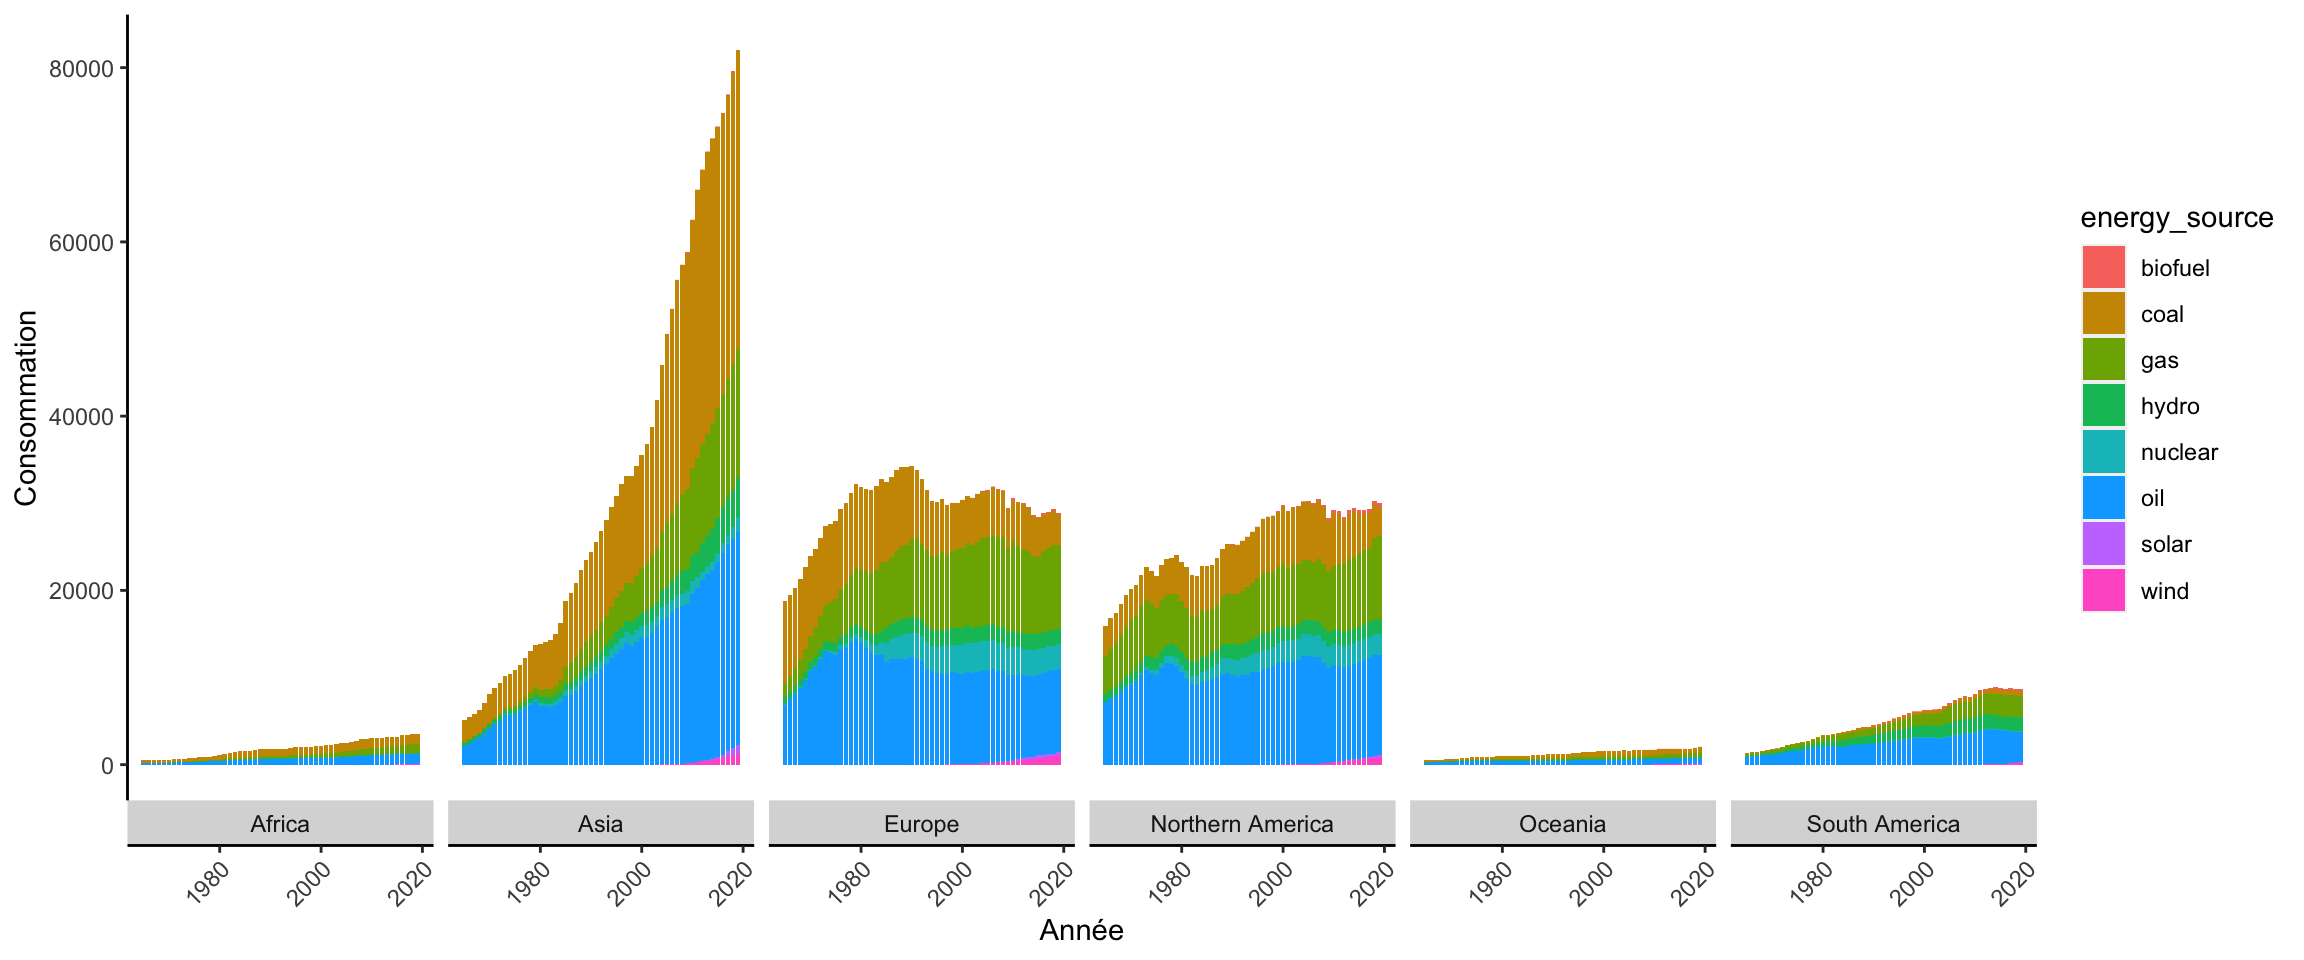 Consommation
80000
60000
40000
20000
0
Africa
Asia
Europe
Northern America
Oceania
South America
1980
2000
2020
1980
2000
2020
1980
2000
2020
1980
2000
2020
1980
2000
2020
1980
2000
2020
Année
energy_source
biofuel
coal
gas
hydro
nuclear
oil
solar
wind